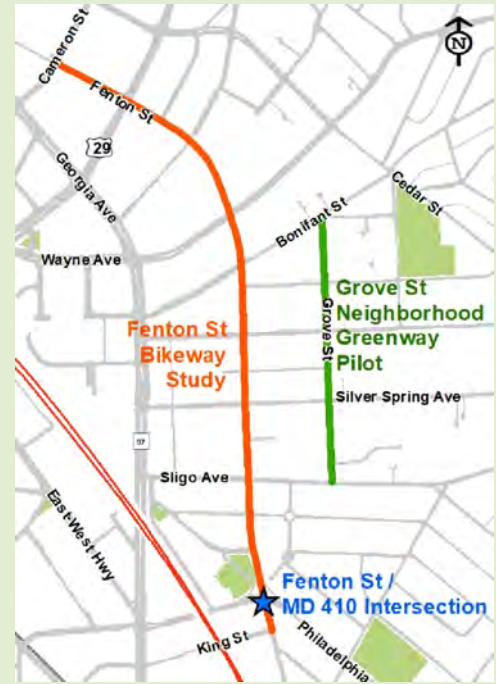 Cameron St
N
Fenton St
29
Georgia Ave
Cedar St
Bonifant St
Wayne Ave
Grove St
Neighborhood
Greenway
Pilot
Grove St
Fenton St
Bikeway
Study
Silver Spring Ave
97
Sligo Ave
East-West Hwy
Fenton St /
MD 410 Intersection
King St
Philadelphia